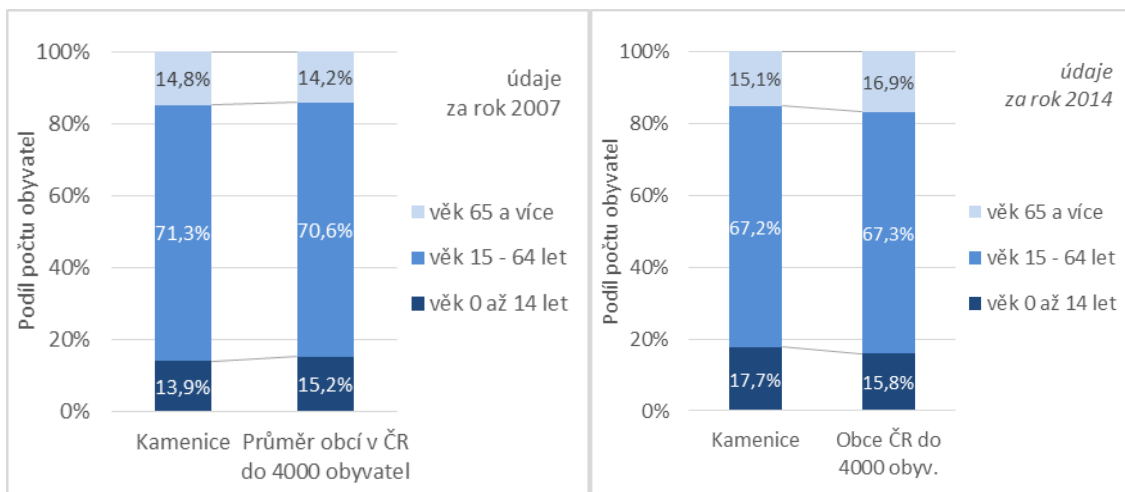 100%
80%
60%
40%
20%
0%
Podíl počtu obyvatel
14,8%
14,2%
71,3%
70,6%
13,9%
15,2%
Kamenice
Průměr obcí v ČR
do 4000 obyvatel
údaje
za rok 2007
věk 65 a více
věk 15 - 64 let
věk 0 až 14 let
100%
80%
60%
40%
20%
0%
Podíl počtu obyvatel
15,1%
16,9%
67,2%
67,3%
17,7%
15,8%
Kamenice
Obce ČR do
4000 obyv.
údaje
za rok 2014
věk 65 a více
věk 15 - 64 let
věk 0 až 14 let